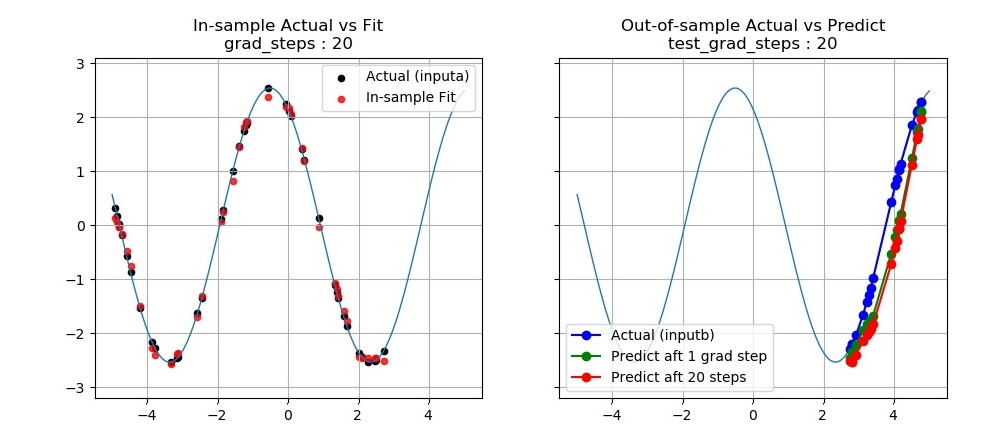 In-sample Actual vs Fit
grad_steps : 20
Out-of-sample Actual vs Predict
test_grad_steps : 20
3
2
1
0
−1
−2
−3
Actual (inputa)
In-sample Fit
−4
−2
0
2
4
Actual (inputb)
Predict aft 1 grad step
Predict aft 20 steps
−4
−2
0
2
4